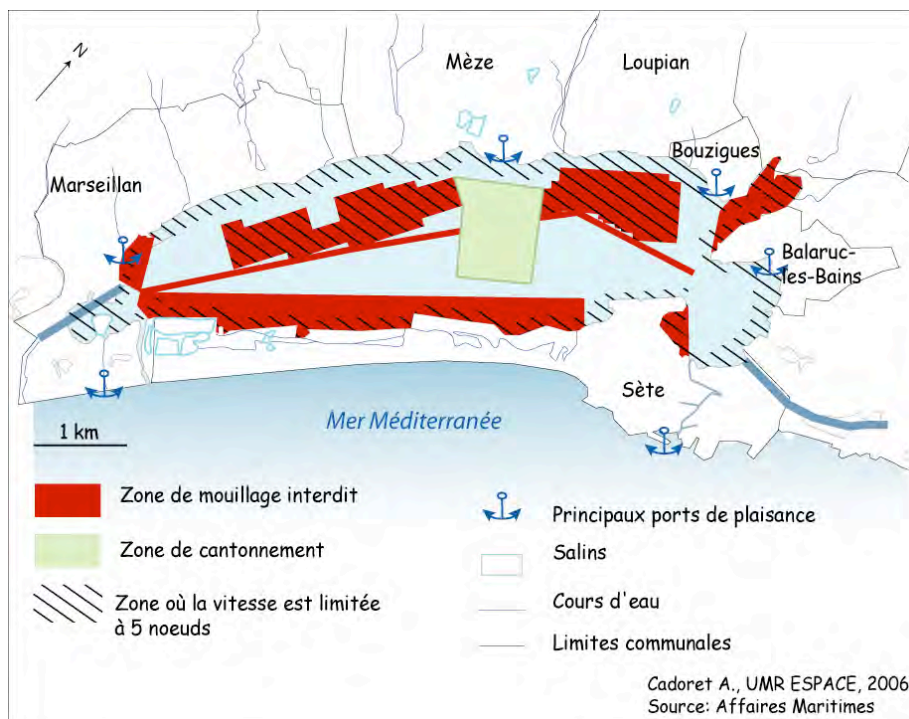 N
Mèze
Loupian
Bouzigues
Marseillan
Balaruc-
les-Bains
Sète
Mer Méditerranée
1 km
Zone de mouillage interdit
Zone de cantonnement
Zone où la vitesse est limitée
à 5 noeuds
Principaux ports de plaisance
Salins
Cours d'eau
Limites communales
Cadoret A., UMR ESPACE, 2006
Source: Affaires Maritimes